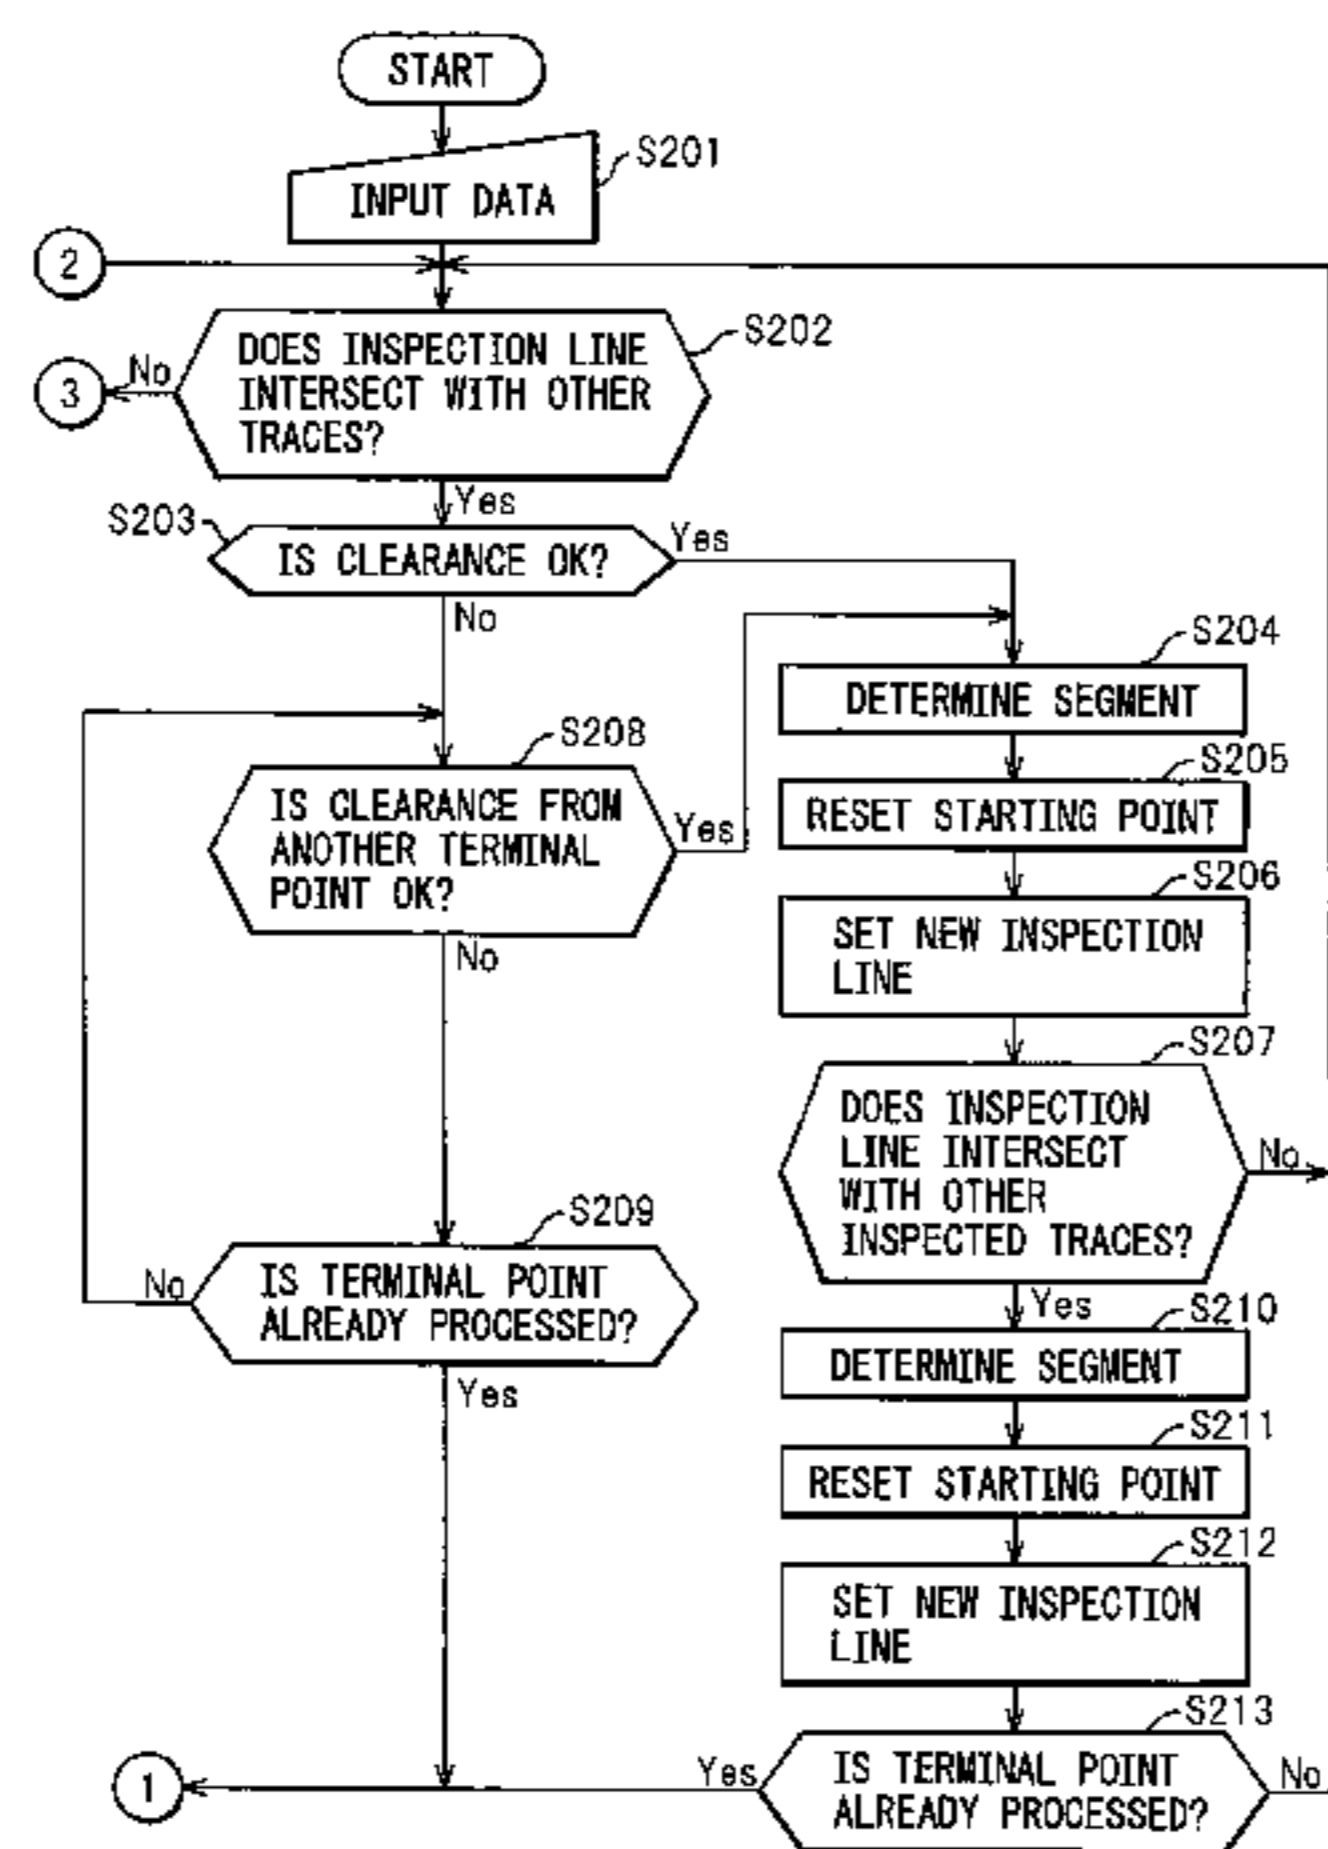 START
S201
INPUT DATA
2
S202
DOES INSPECTION LINE
INTERSECT WITH OTHER
TRACES?
No
3
Yes
S203
IS CLEARANCE OK?
Yes
No
S204
DETERMINE SEGMENT
S208
IS CLEARANCE FROM
ANOTHER TERMINAL
POINT OK?
Yes
No
S205
RESET STARTING POINT
S206
SET NEW INSPECTION
LINE
S207
DOES INSPECTION
LINE INTERSECT
WITH OTHER
INSPECTED TRACES?
No
Yes
S209
IS TERMINAL POINT
ALREADY PROCESSED?
No
Yes
S210
DETERMINE SEGMENT
S211
RESET STARTING POINT
S212
SET NEW INSPECTION
LINE
S213
IS TERMINAL POINT
ALREADY PROCESSED?
Yes
No
1